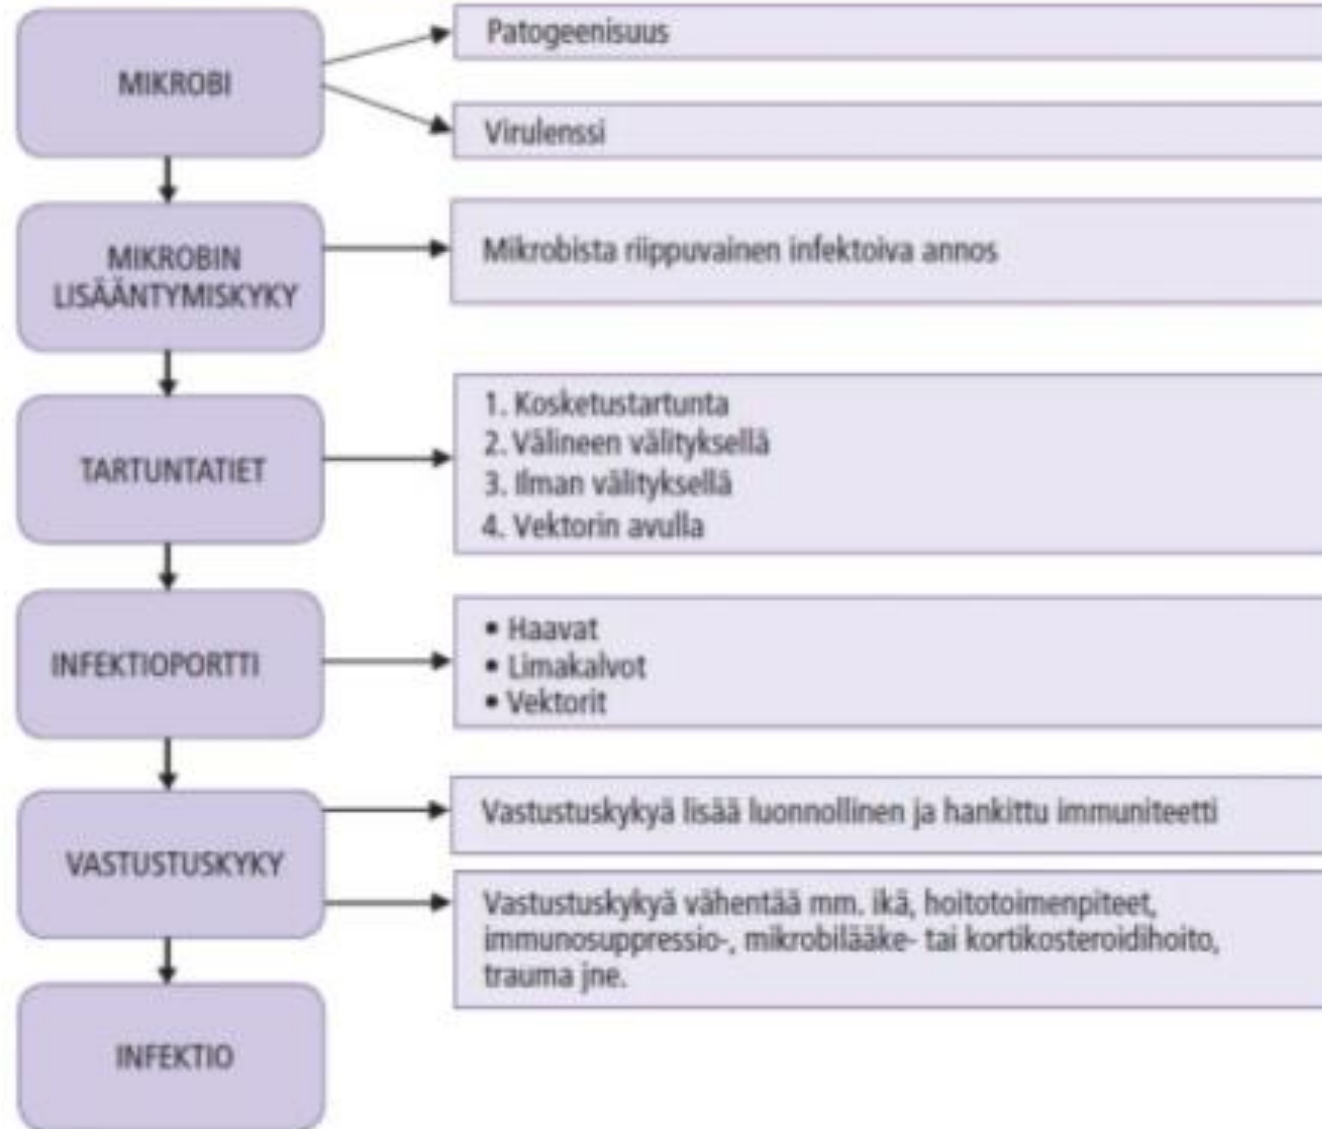 MIKROBI
Patogeenisuus
Virulenssi
MIKROBIN
LISÄÄNTYMISKYKY
Mikrobista riippuvainen infektoiva annos
TARTUNTATIET
1. Kosketustartunta
2. Välineen välityksellä
3. Ilman välityksellä
4. Vektorin avulla
INFEKTIOPORTTI
• Haavat
• Limakalvot
• Vektorit
VASTUSTUSKYKY
Vastustuskykyä lisää luonnollinen ja hankittu immuniteetti
Vastustuskykyä vähentää mm. ikä, hoitotoimenpiteet,
immunosuppressio-, mikrobilääke- tai kortikosteroidihoito,
trauma jne.
INFEKTIO